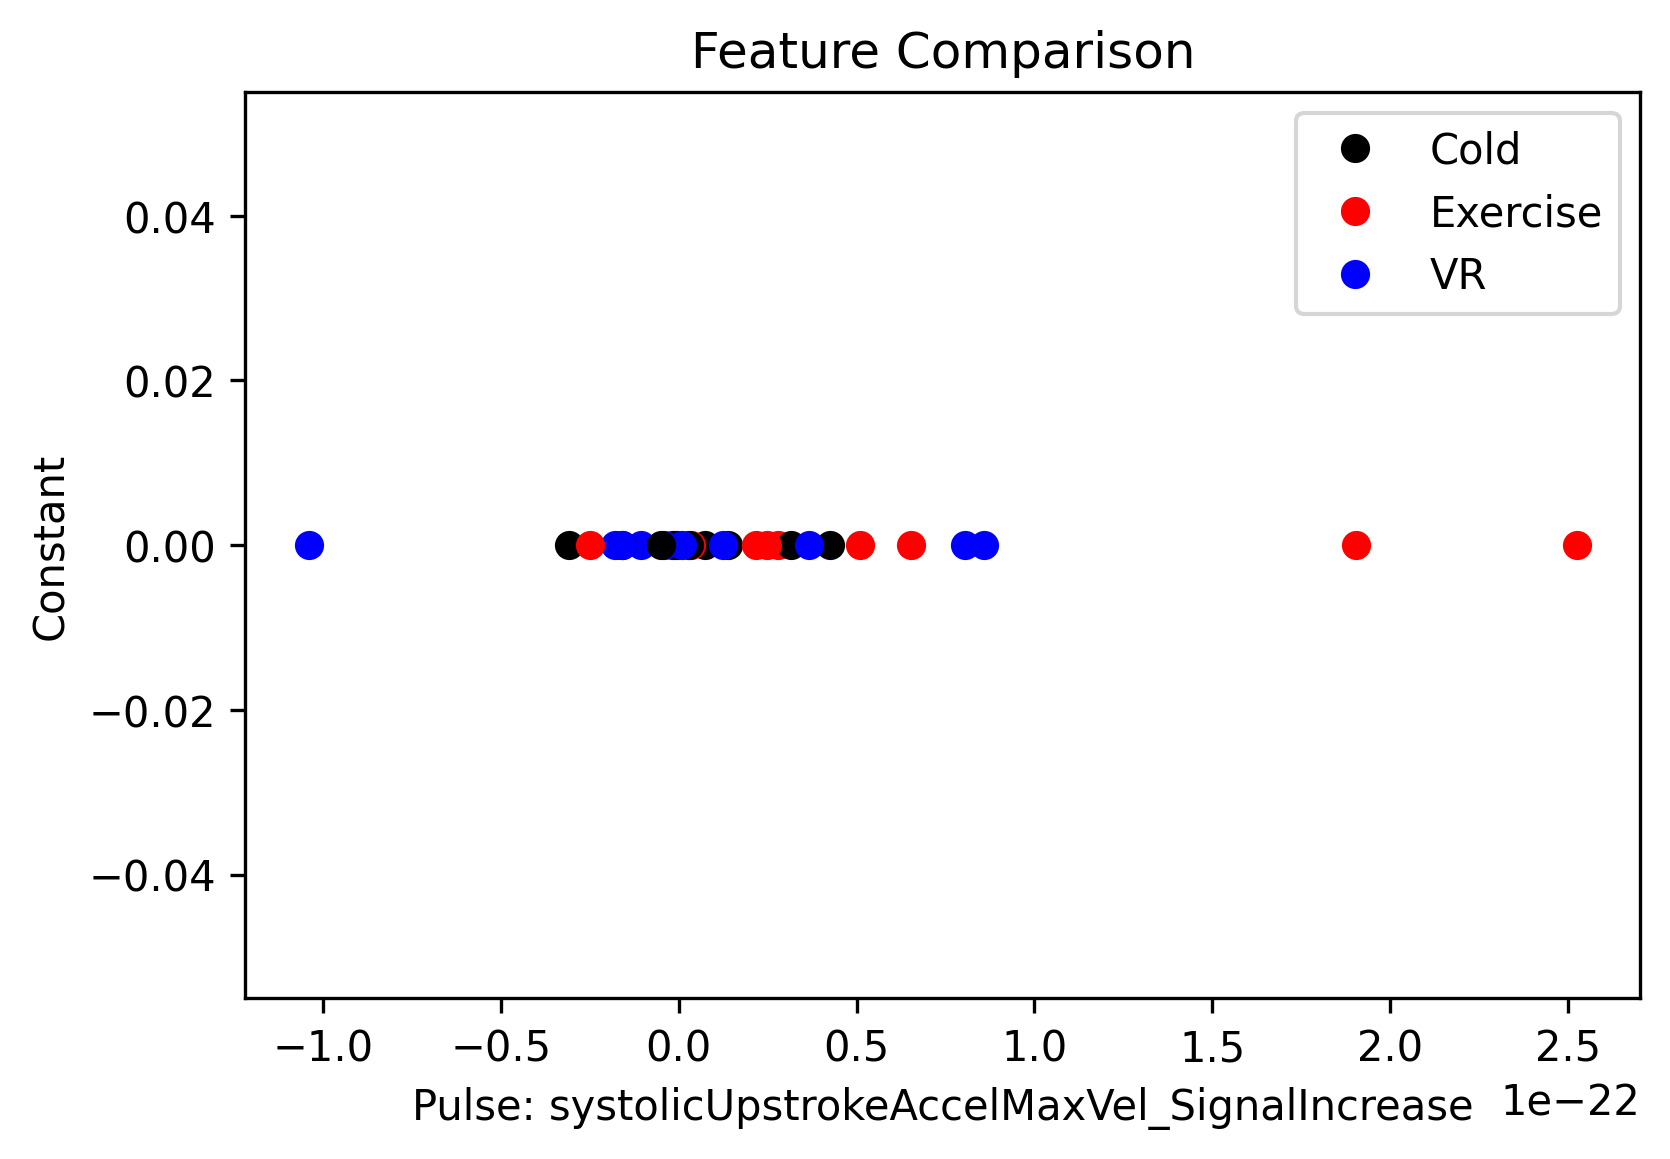 Feature Comparison
Cold
Exercise
VR
0.04
0.02
0.00
−0.02
−0.04
Constant
−1.0 −0.5 0.0 0.5 1.0 1.5 2.0 2.5
1e−22
Pulse: systolicUpstrokeAccelMaxVel_SignalIncrease